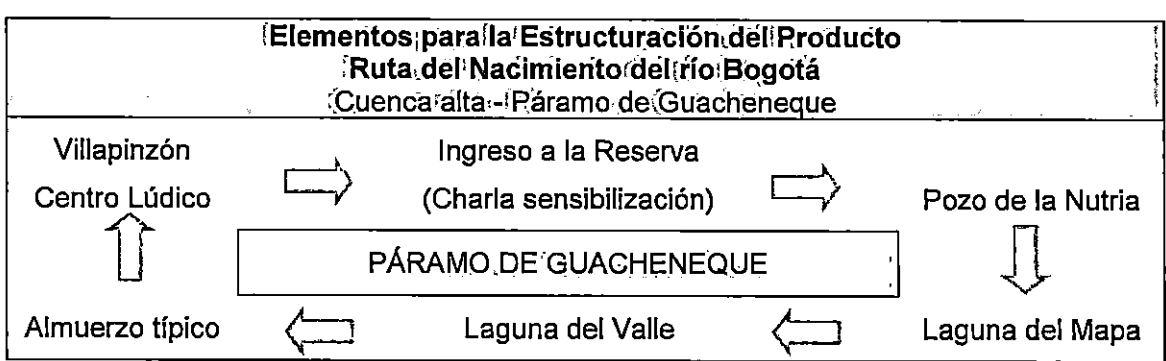 Elementos para la Estructuración del Producto
Ruta del Nacimiento del río Bogotá
Cuenca alta - Páramo de Guacheneque
Villapinzón
Centro Lúdico
Ingreso a la Reserva
(Charla sensibilización)
Pozo de la Nutria
PÁRAMO DE GUACHENEQUE
Almuerzo típico
Laguna del Valle
Laguna del Mapa